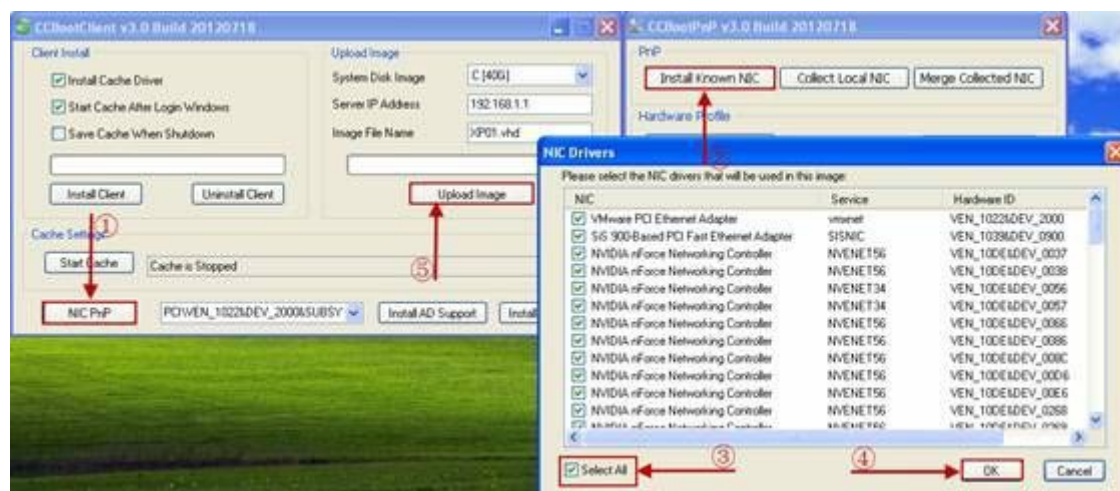 CCBootClient v3.0 Build 20120718
Client Install
Install Cache Driver
Start Cache After Login Windows
Save Cache When Shutdown
Install Client
Uninstall Client
Upload Image
System Disk Image
C [40G]
Server IP Address
192.168.1.1
Image File Name
XP01.vhd
Upload Image
①
⑤
Cache Settings
Start Cache
Cache is Stopped
NIC PnP
PCI\VEN_1022&DEV_2000&SUBSY
Install AD Support
Install
CCBootPnP v3.0 Build 20120718
PnP
Install Known NIC
Collect Local NIC
Merge Collected NIC
Hardware Profile
②
NIC Drivers
Please select the NIC drivers that will be used in this image:
NIC Service Hardware ID
VMware PCI Ethernet Adapter vmxnet VEN_1022&DEV_2000
SiS 900-Based PCI Fast Ethernet Adapter SISNIC VEN_1039&DEV_0900
NVIDIA nForce Networking Controller NVENET56 VEN_10DE&DEV_0037
NVIDIA nForce Networking Controller NVENET56 VEN_10DE&DEV_0038
NVIDIA nForce Networking Controller NVENET34 VEN_10DE&DEV_0056
NVIDIA nForce Networking Controller NVENET34 VEN_10DE&DEV_0057
NVIDIA nForce Networking Controller NVENET56 VEN_10DE&DEV_0066
NVIDIA nForce Networking Controller NVENET56 VEN_10DE&DEV_0086
NVIDIA nForce Networking Controller NVENET56 VEN_10DE&DEV_008C
NVIDIA nForce Networking Controller NVENET56 VEN_10DE&DEV_00D6
NVIDIA nForce Networking Controller NVENET56 VEN_10DE&DEV_00E6
NVIDIA nForce Networking Controller NVENET56 VEN_10DE&DEV_0268
NVIDIA nForce Networking Controller NVENET56 VEN_10DE&DEV_0269
Select All
③
④
OK
Cancel